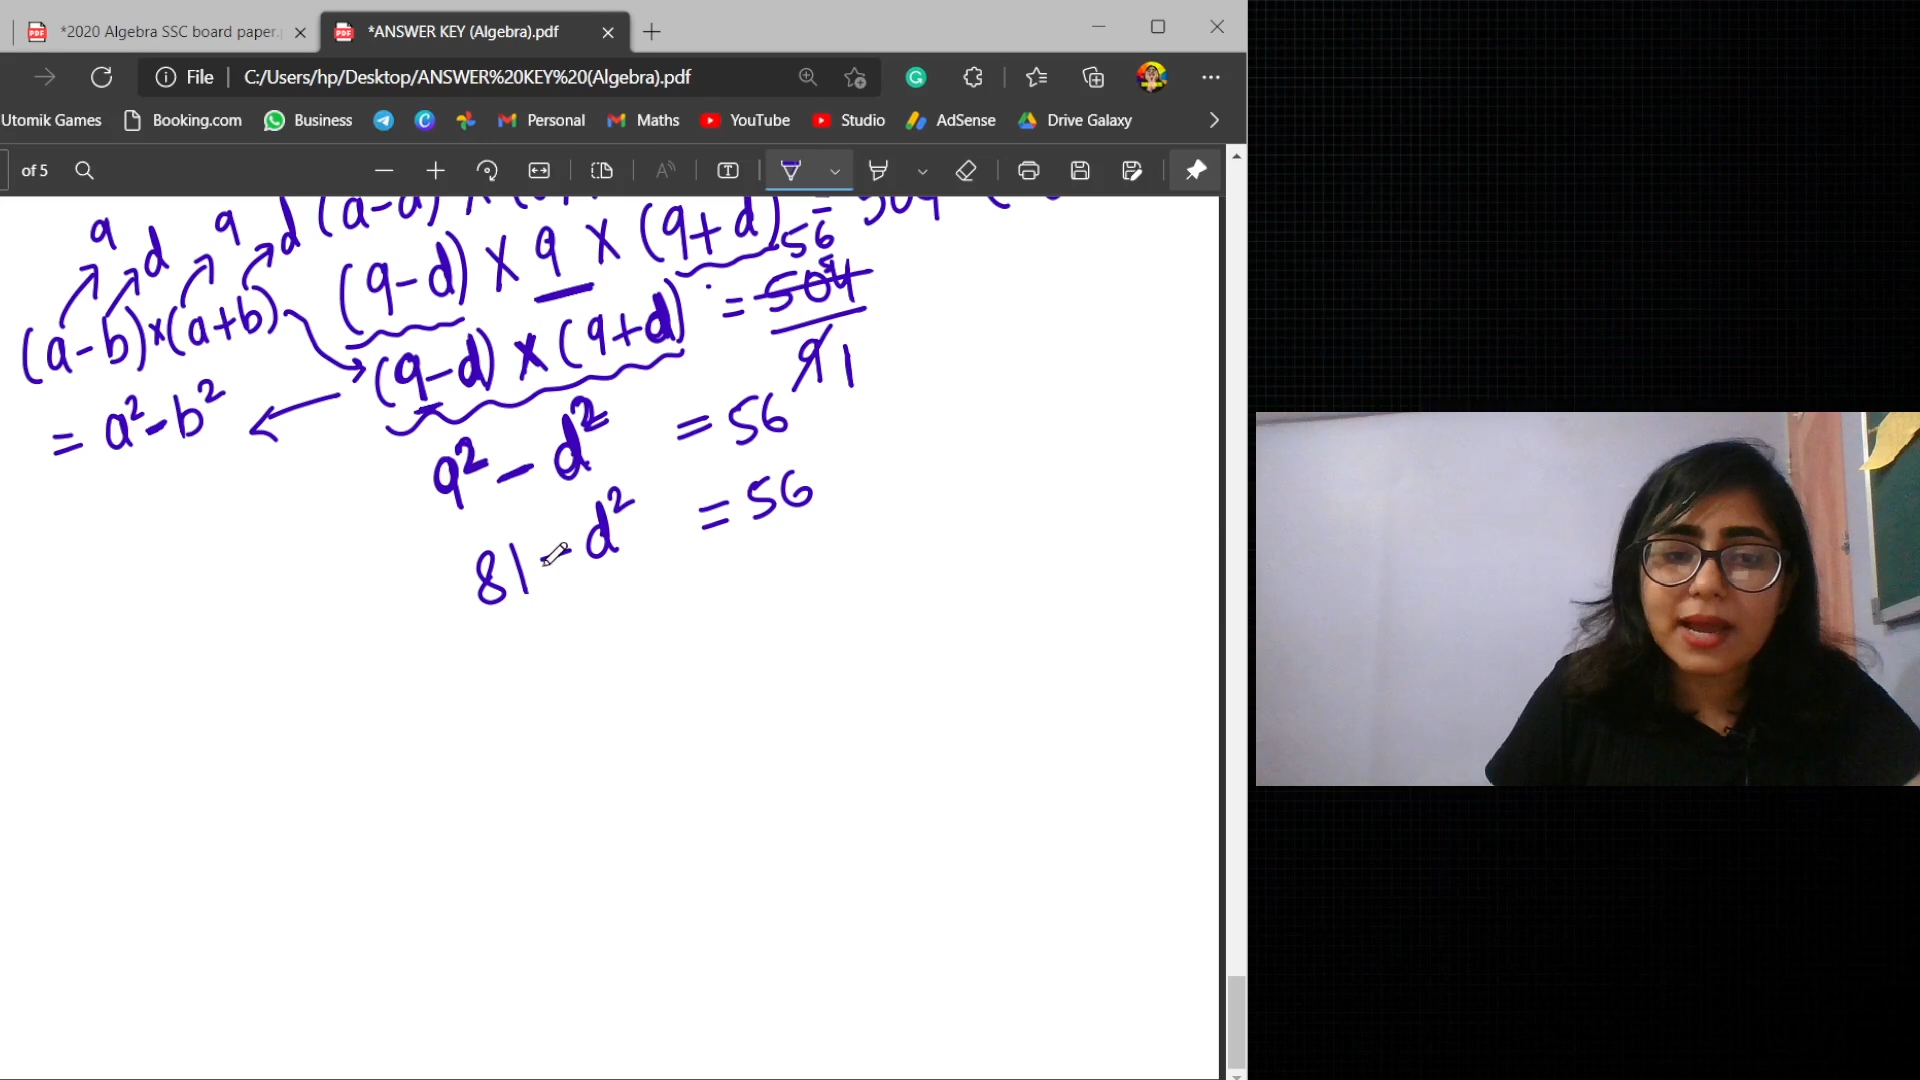 *2020 Algebra SSC board paper.
*ANSWER KEY (Algebra).pdf
File
C:/Users/hp/Desktop/ANSWER%20KEY%20(Algebra).pdf
Utomik Games
Booking.com
Business
Personal
Maths
YouTube
Studio
AdSense
Drive Galaxy
of 5
9 d 9 d
(9-d) × 9 × (9+d) =
(a-b)×(a+b)
= a²-b²
(9-d) × (9+d) = 504
56
9 1
9² - d² = 56
81 - d² = 56